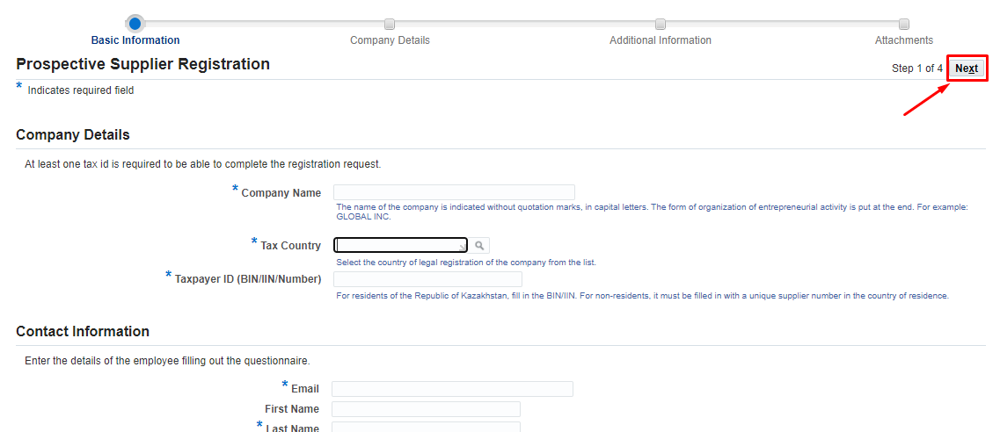 Basic Information Company Details Additional Information Attachments
Prospective Supplier Registration
Step 1 of 4 Next
* Indicates required field
Company Details
At least one tax id is required to be able to complete the registration request.
* Company Name
The name of the company is indicated without quotation marks, in capital letters. The form of organization of entrepreneurial activity is put at the end. For example:
GLOBAL INC.
* Tax Country
Select the country of legal registration of the company from the list.
* Taxpayer ID (BIN/IIN/Number)
For residents of the Republic of Kazakhstan, fill in the BIN/IIN. For non-residents, it must be filled in with a unique supplier number in the country of residence.
Contact Information
Enter the details of the employee filling out the questionnaire.
* Email
First Name
* Last Name